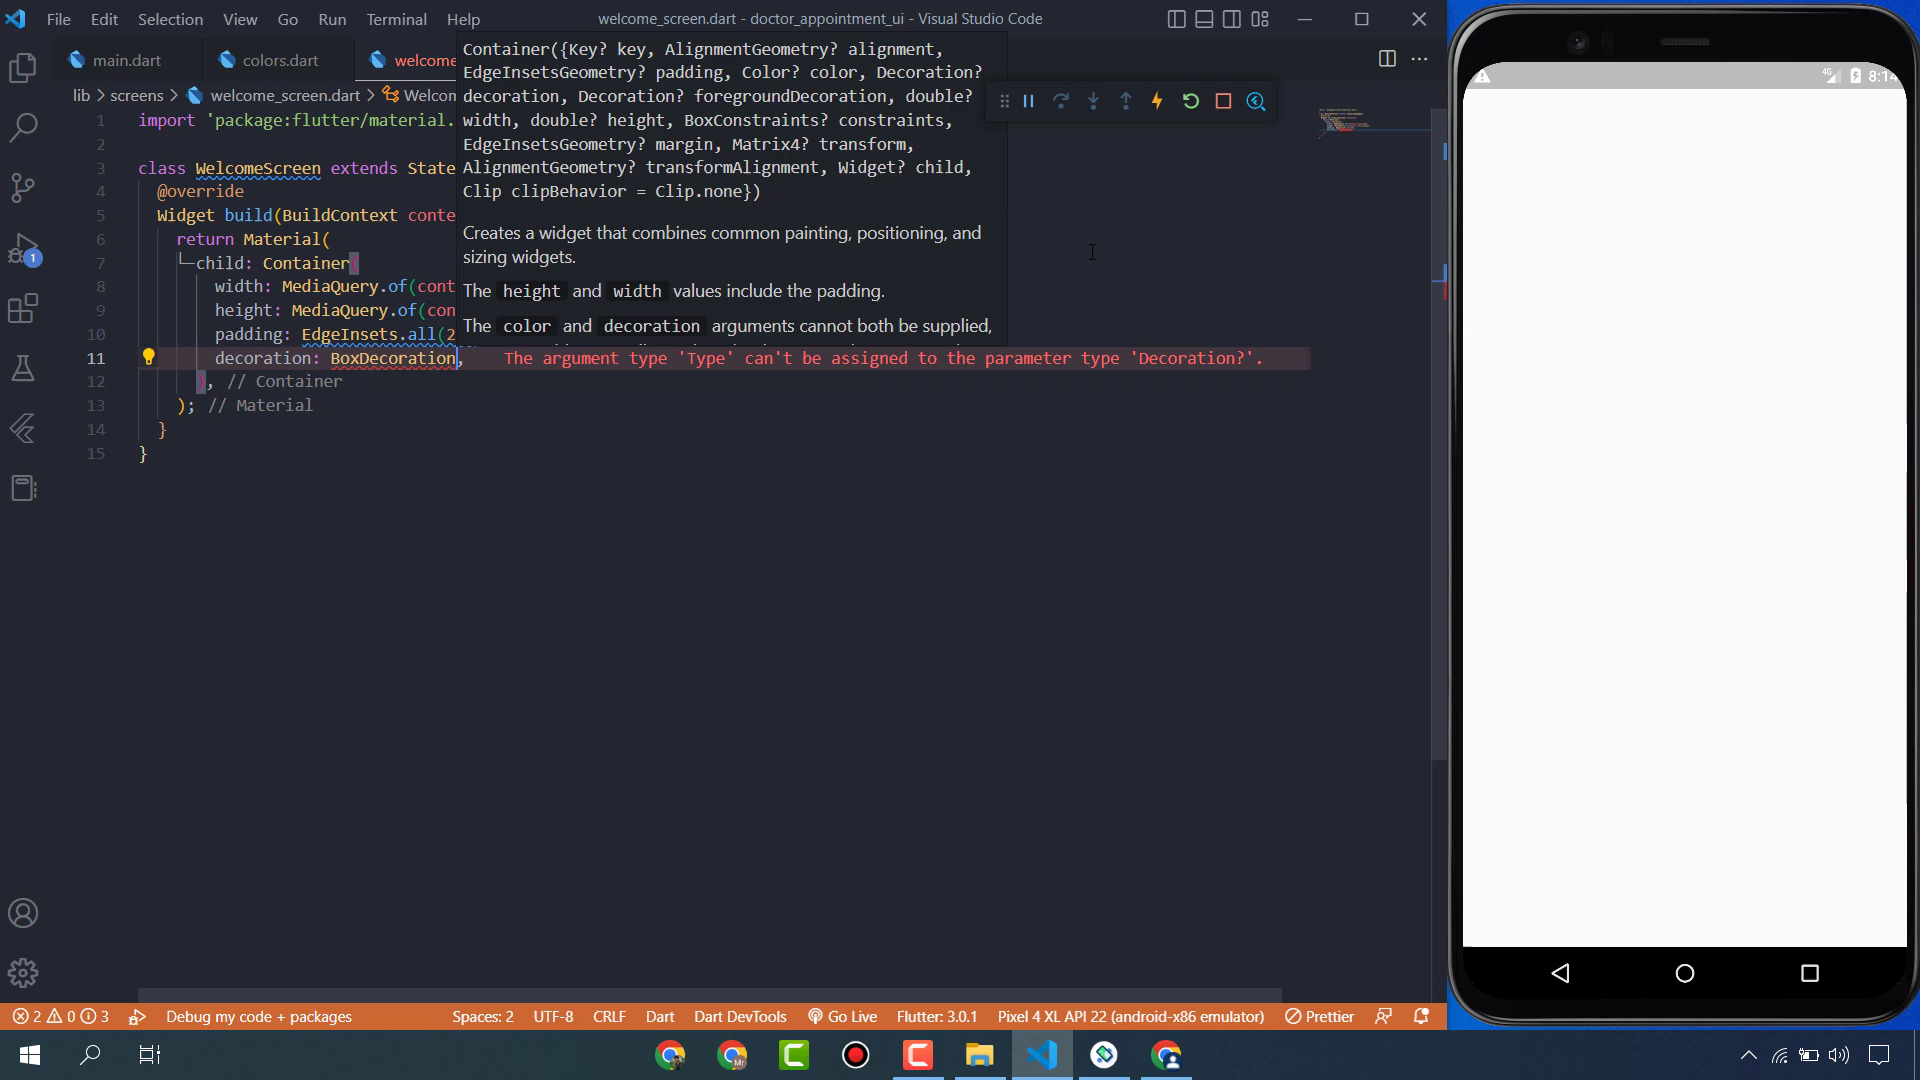 File Edit Selection View Go Run Terminal Help
welcome_screen.dart - doctor_appointment_ui - Visual Studio Code
main.dart
colors.dart
welcome
lib > screens > welcome_screen.dart > Welcon
Container({Key? key, AlignmentGeometry? alignment,
EdgeInsetsGeometry? padding, Color? color, Decoration?
decoration, Decoration? foregroundDecoration, double?
width, double? height, BoxConstraints? constraints,
EdgeInsetsGeometry? margin, Matrix4? transform,
AlignmentGeometry? transformAlignment, Widget? child,
Clip clipBehavior = Clip.none})
Creates a widget that combines common painting, positioning, and
sizing widgets.
The height and width values include the padding.
The color and decoration arguments cannot both be supplied,
1 import 'package:flutter/material.
2
3 class WelcomeScreen extends State
4 @override
5 Widget build(BuildContext conte
6 return Material(
7 child: Container(
8 width: MediaQuery.of(cont
9 height: MediaQuery.of(con
10 padding: EdgeInsets.all(2
11 decoration: BoxDecoration, The argument type 'Type' can't be assigned to the parameter type 'Decoration?'.
12 ), // Container
13 ); // Material
14 }
15 }
1
4G 8:14
2 0 3 Debug my code + packages Spaces: 2 UTF-8 CRLF Dart Dart DevTools Go Live Flutter: 3.0.1 Pixel 4 XL API 22 (android-x86 emulator) Prettier